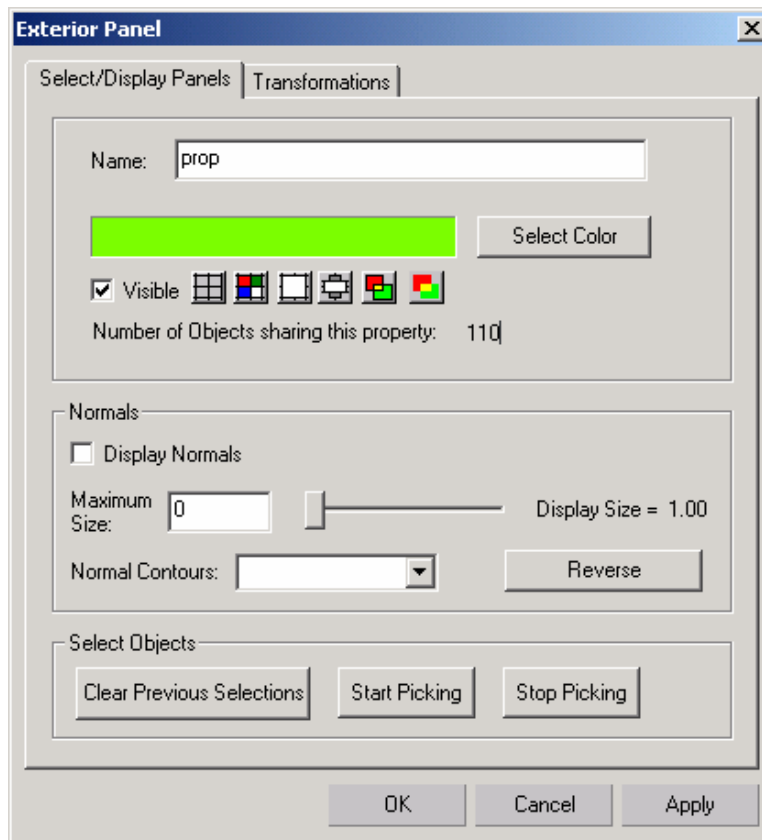 Exterior Panel
Select/Display Panels Transformations
Name: prop
Select Color
Visible
Number of Objects sharing this property: 110
Normals
Display Normals
Maximum
Size: 0 Display Size = 1.00
Normal Contours: Reverse
Select Objects
Clear Previous Selections Start Picking Stop Picking
OK Cancel Apply